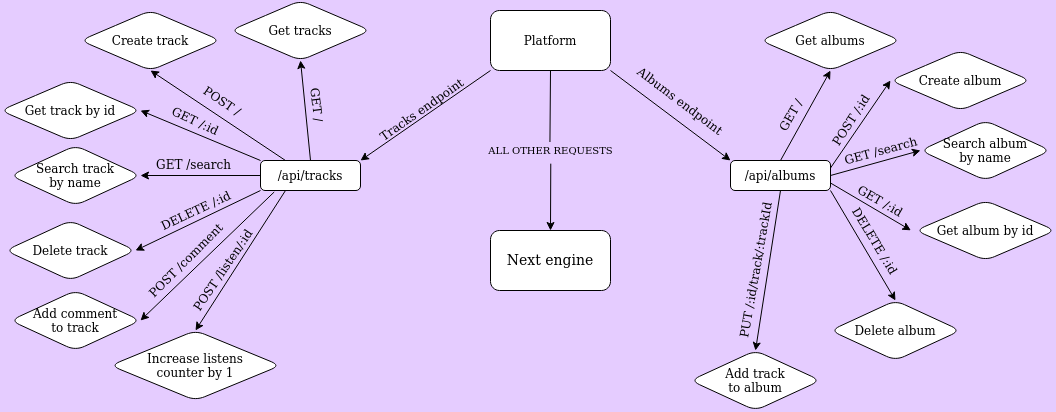 Create track
Get tracks
Platform
Get albums
Create album
Get track by id
POST /
GET /
Tracks endpoint
Albums endpoint
GET /
POST /:id
GET /:id
Search track
by name
GET /search
/api/tracks
ALL OTHER REQUESTS
/api/albums
GET /search
Search album
by name
DELETE /:id
GET /:id
Get album by id
Delete track
POST /comment
POST /listen/:id
Next engine
PUT /:id/track/:trackId
DELETE /:id
Add comment
to track
Delete album
Increase listens
counter by 1
Add track
to album